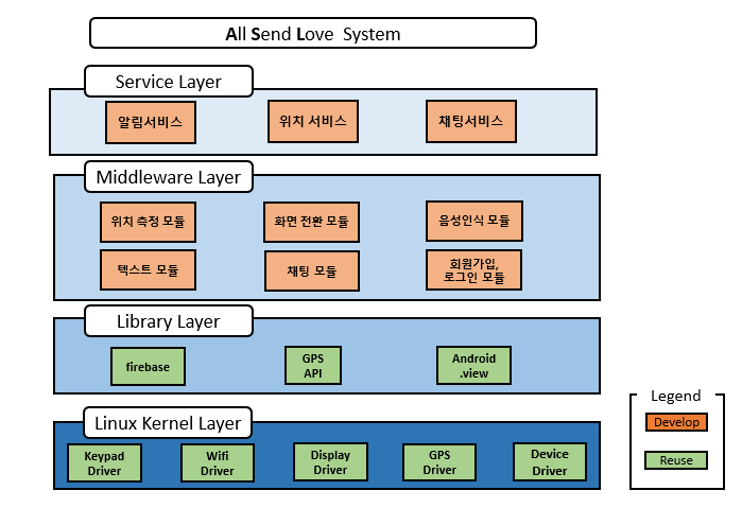 All Send Love System
Service Layer
알림서비스
위치 서비스
채팅서비스
Middleware Layer
위치 측정 모듈
화면 전환 모듈
음성인식 모듈
텍스트 모듈
채팅 모듈
회원가입,
로그인 모듈
Library Layer
firebase
GPS
API
Android
.view
Linux Kernel Layer
Keypad
Driver
Wifi
Driver
Display
Driver
GPS
Driver
Device
Driver
Legend
Develop
Reuse